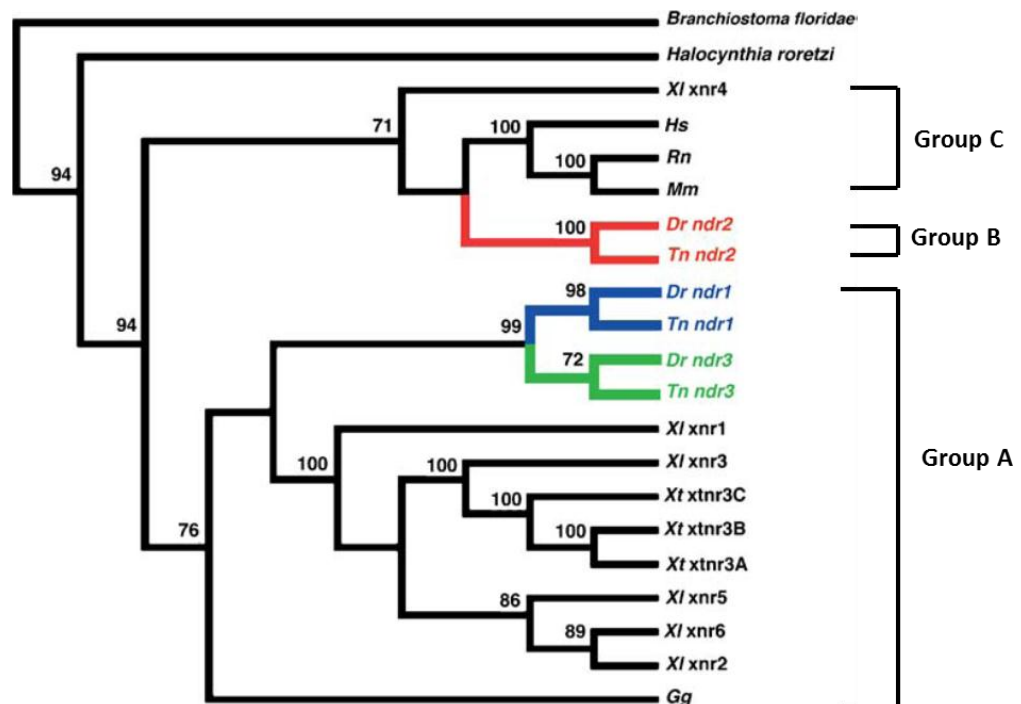 Branchiostoma floridae
Halocynthia roretzi
Xl xnr4
71
100
Hs
Group C
100
Rn
94
Mm
100
Dr ndr2
Group B
Tn ndr2
98
Dr ndr1
94
99
Tn ndr1
72
Dr ndr3
Tn ndr3
Xl xnr1
100
100
Xl xnr3
Group A
100
Xt xtnr3C
76
100
Xt xtnr3B
Xt xtnr3A
86
Xl xnr5
89
Xl xnr6
Xl xnr2
Gg